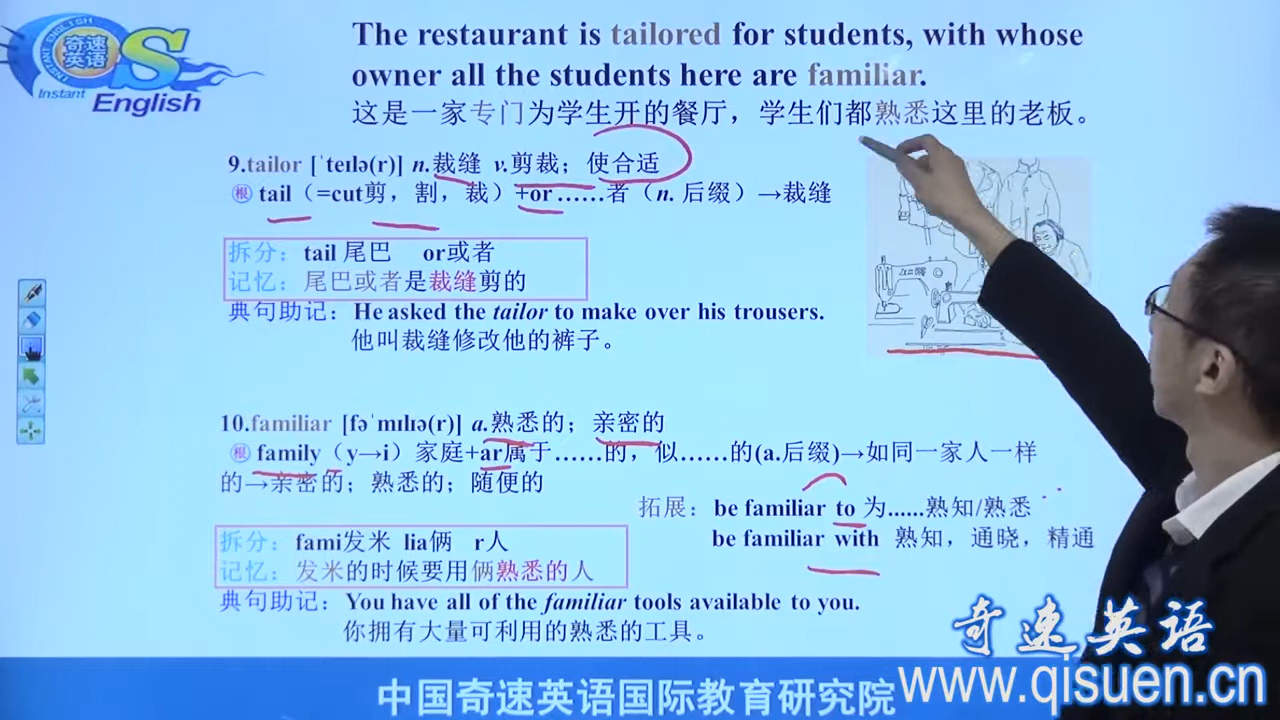 INSTANT ENGLISH
奇速
英语
QS
Instant
English
The restaurant is tailored for students, with whose
owner all the students here are familiar.
这是一家专门为学生开的餐厅，学生们都熟悉这里的老板。
9.tailor [ˈteɪlə(r)] n.裁缝 v.剪裁；使合适
根 tail（=cut剪，割，裁）+or……者（n. 后缀）→裁缝
拆分：tail 尾巴 or或者
记忆：尾巴或者是裁缝剪的
典句助记：He asked the tailor to make over his trousers.
他叫裁缝修改他的裤子。
10.familiar [fəˈmɪlɪə(r)] a.熟悉的；亲密的
根 family（y→i）家庭+ar属于……的，似……的(a.后缀)→如同一家人一样
的→亲密的；熟悉的；随便的
拓展：be familiar to 为......熟知/熟悉
be familiar with 熟知，通晓，精通
拆分：fami发米 lia俩 r人
记忆：发米的时候要用俩熟悉的人
典句助记：You have all of the familiar tools available to you.
你拥有大量可利用的熟悉的工具。
奇速英语
中国奇速英语国际教育研究院
www.qisuen.cn